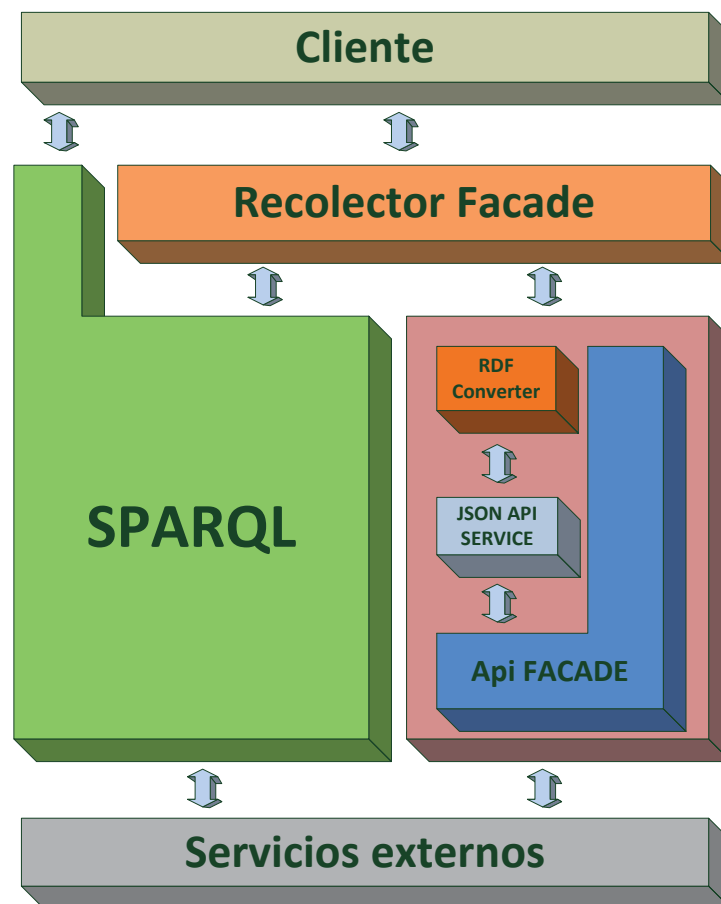 Cliente
Recolector Facade
RDF
Converter
SPARQL
JSON API
SERVICE
Api FACADE
Servicios externos